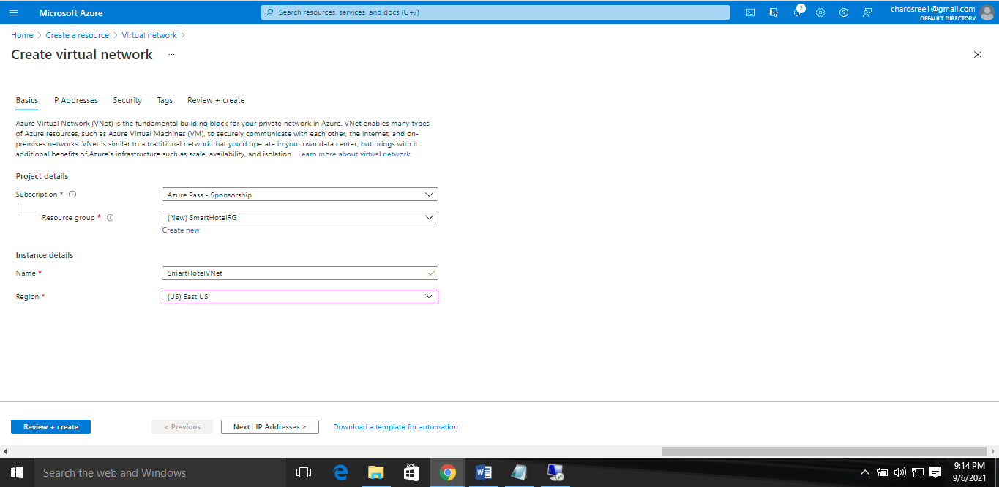 Microsoft Azure
Search resources, services, and docs (G+/)
2
chardsree1@gmail.com
DEFAULT DIRECTORY
Home > Create a resource > Virtual network >
Create virtual network ...
Basics IP Addresses Security Tags Review + create
Azure Virtual Network (VNet) is the fundamental building block for your private network in Azure. VNet enables many types
of Azure resources, such as Azure Virtual Machines (VM), to securely communicate with each other, the internet, and on-
premises networks. VNet is similar to a traditional network that you'd operate in your own data center, but brings with it
additional benefits of Azure's infrastructure such as scale, availability, and isolation. Learn more about virtual network
Project details
Subscription * Azure Pass - Sponsorship
Resource group * (New) SmartHotelRG
Create new
Instance details
Name * SmartHotelVNet
Region * (US) East US
Review + create < Previous Next : IP Addresses > Download a template for automation
Search the web and Windows
9:14 PM
9/6/2021